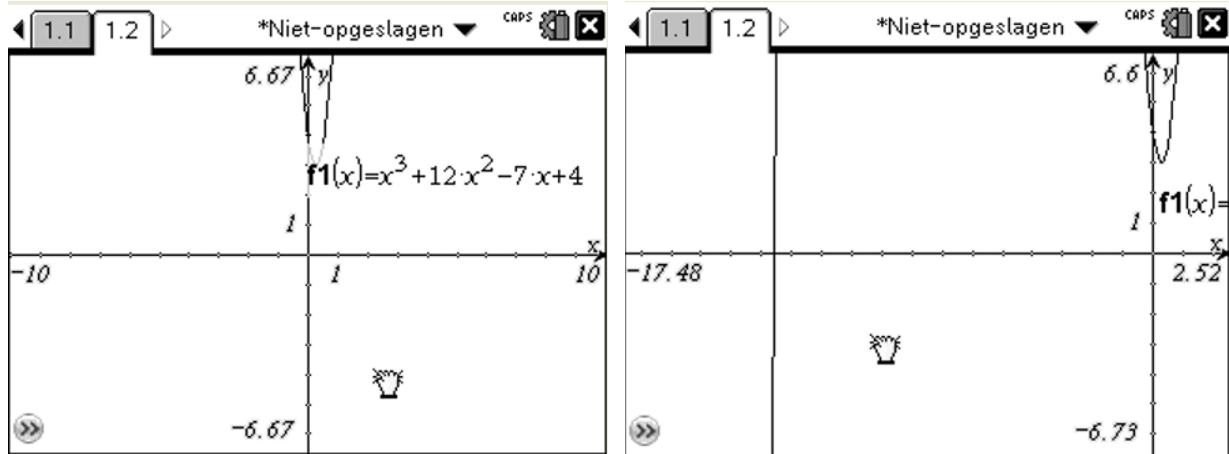 1.1 1.2 *Niet-opgeslagen CAPS
6.67 y
f1(x)=x³+12·x²-7·x+4
1
x
-10 1 10
-6.67
1.1 1.2 *Niet-opgeslagen CAPS
6.6 y
f1(x)=
1
x
-17.48 2.52
-6.73